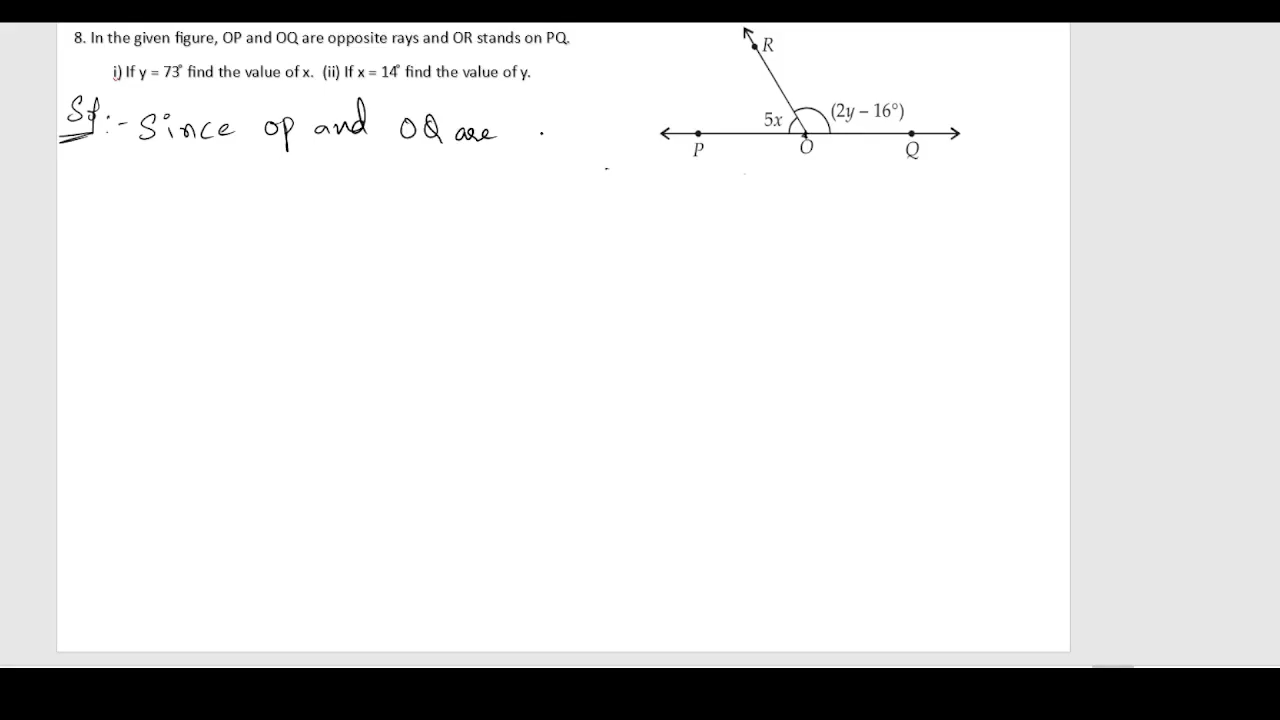 8. In the given figure, OP and OQ are opposite rays and OR stands on PQ.
i) If y = 73° find the value of x. (ii) If x = 14° find the value of y.
Sol:- Since OP and OQ are
R
5x
(2y – 16°)
P
O
Q